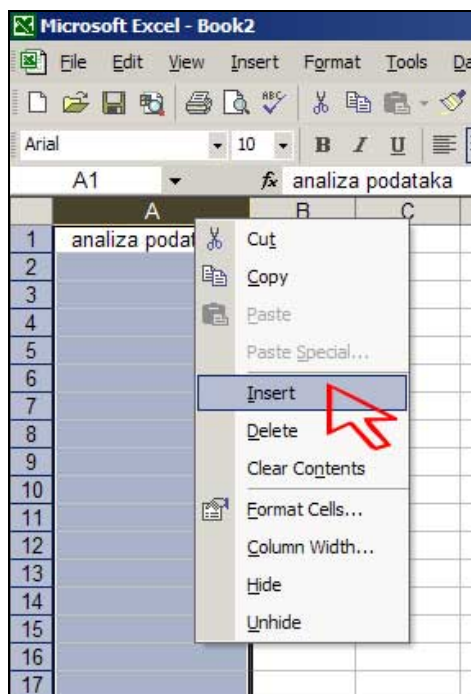 Microsoft Excel - Book2
File Edit View Insert Format Tools Da
ABC
Arial 10 B I U
A1 fx analiza podataka
A B C
1 analiza podat
2
3
4
5
6
7
8
9
10
11
12
13
14
15
16
17
Cut
Copy
Paste
Paste Special...
Insert
Delete
Clear Contents
Format Cells...
Column Width...
Hide
Unhide